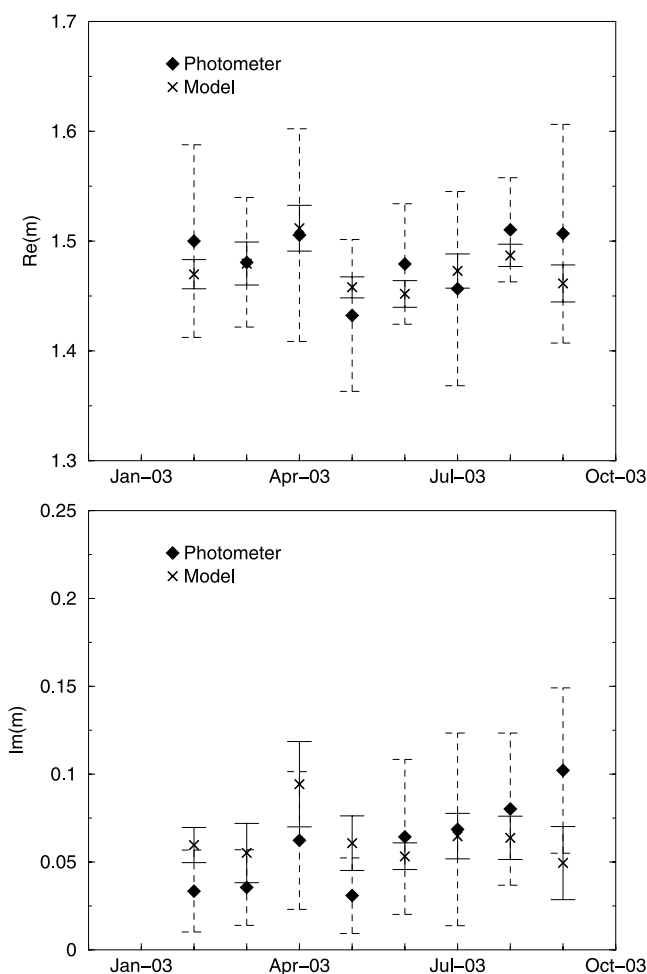 1.7
Photometer
Model
1.6
Re(m)
1.5
1.4
1.3
Jan–03 Apr–03 Jul–03 Oct–03
0.25
Photometer
Model
0.2
0.15
Im(m)
0.1
0.05
0
Jan–03 Apr–03 Jul–03 Oct–03